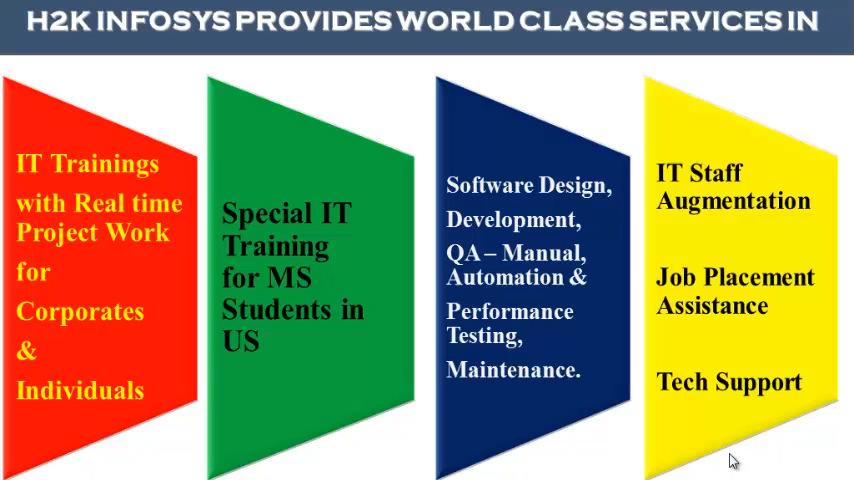 H2K INFOSYS PROVIDES WORLD CLASS SERVICES IN
IT Trainings
with Real time
Project Work
for
Corporates
&
Individuals
Special IT
Training
for MS
Students in
US
Software Design,
Development,
QA – Manual,
Automation &
Performance
Testing,
Maintenance.
IT Staff
Augmentation
Job Placement
Assistance
Tech Support